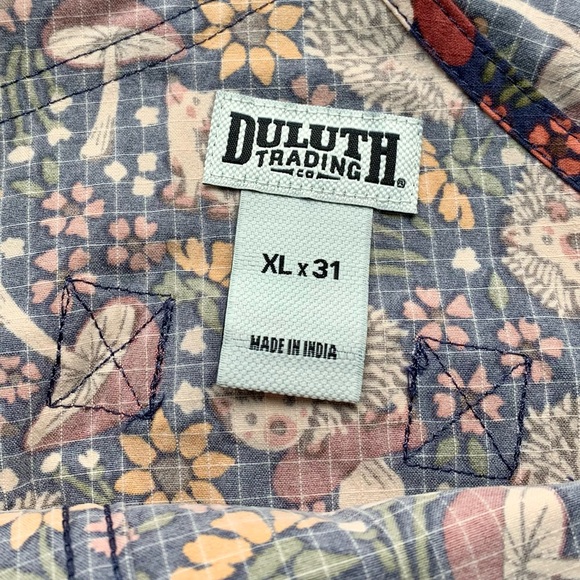 DULUTH
TRADING
CO
®
XL x 31
MADE IN INDIA